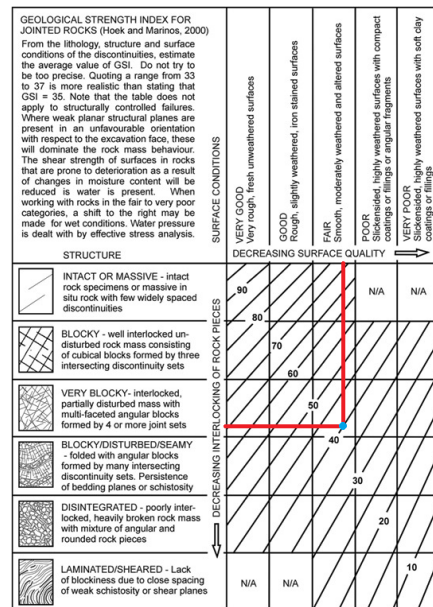 GEOLOGICAL STRENGTH INDEX FOR
JOINTED ROCKS (Hoek and Marinos, 2000)
From the lithology, structure and surface
conditions of the discontinuities, estimate
the average value of GSI. Do not try to
be too precise. Quoting a range from 33
to 37 is more realistic than stating that
GSI = 35. Note that the table does not
apply to structurally controlled failures.
Where weak planar structural planes are
present in an unfavourable orientation
with respect to the excavation face, these
will dominate the rock mass behaviour.
The shear strength of surfaces in rocks
that are prone to deterioration as a result
of changes in moisture content will be
reduced is water is present. When
working with rocks in the fair to very poor
categories, a shift to the right may be
made for wet conditions. Water pressure
is dealt with by effective stress analysis.
SURFACE CONDITIONS
VERY GOOD
Very rough, fresh unweathered surfaces
GOOD
Rough, slightly weathered, iron stained surfaces
FAIR
Smooth, moderately weathered and altered surfaces
POOR
Slickensided, highly weathered surfaces with compact
coatings or fillings or angular fragments
VERY POOR
Slickensided, highly weathered surfaces with soft clay
coatings or fillings
STRUCTURE
DECREASING SURFACE QUALITY
DECREASING INTERLOCKING OF ROCK PIECES
INTACT OR MASSIVE - intact
rock specimens or massive in
situ rock with few widely spaced
discontinuities
90
N/A
N/A
80
BLOCKY - well interlocked un-
disturbed rock mass consisting
of cubical blocks formed by three
intersecting discontinuity sets
70
60
VERY BLOCKY- interlocked,
partially disturbed mass with
multi-faceted angular blocks
formed by 4 or more joint sets
50
40
BLOCKY/DISTURBED/SEAMY
- folded with angular blocks
formed by many intersecting
discontinuity sets. Persistence
of bedding planes or schistosity
30
DISINTEGRATED - poorly inter-
locked, heavily broken rock mass
with mixture of angular and
rounded rock pieces
20
LAMINATED/SHEARED - Lack
of blockiness due to close spacing
of weak schistosity or shear planes
N/A
N/A
10